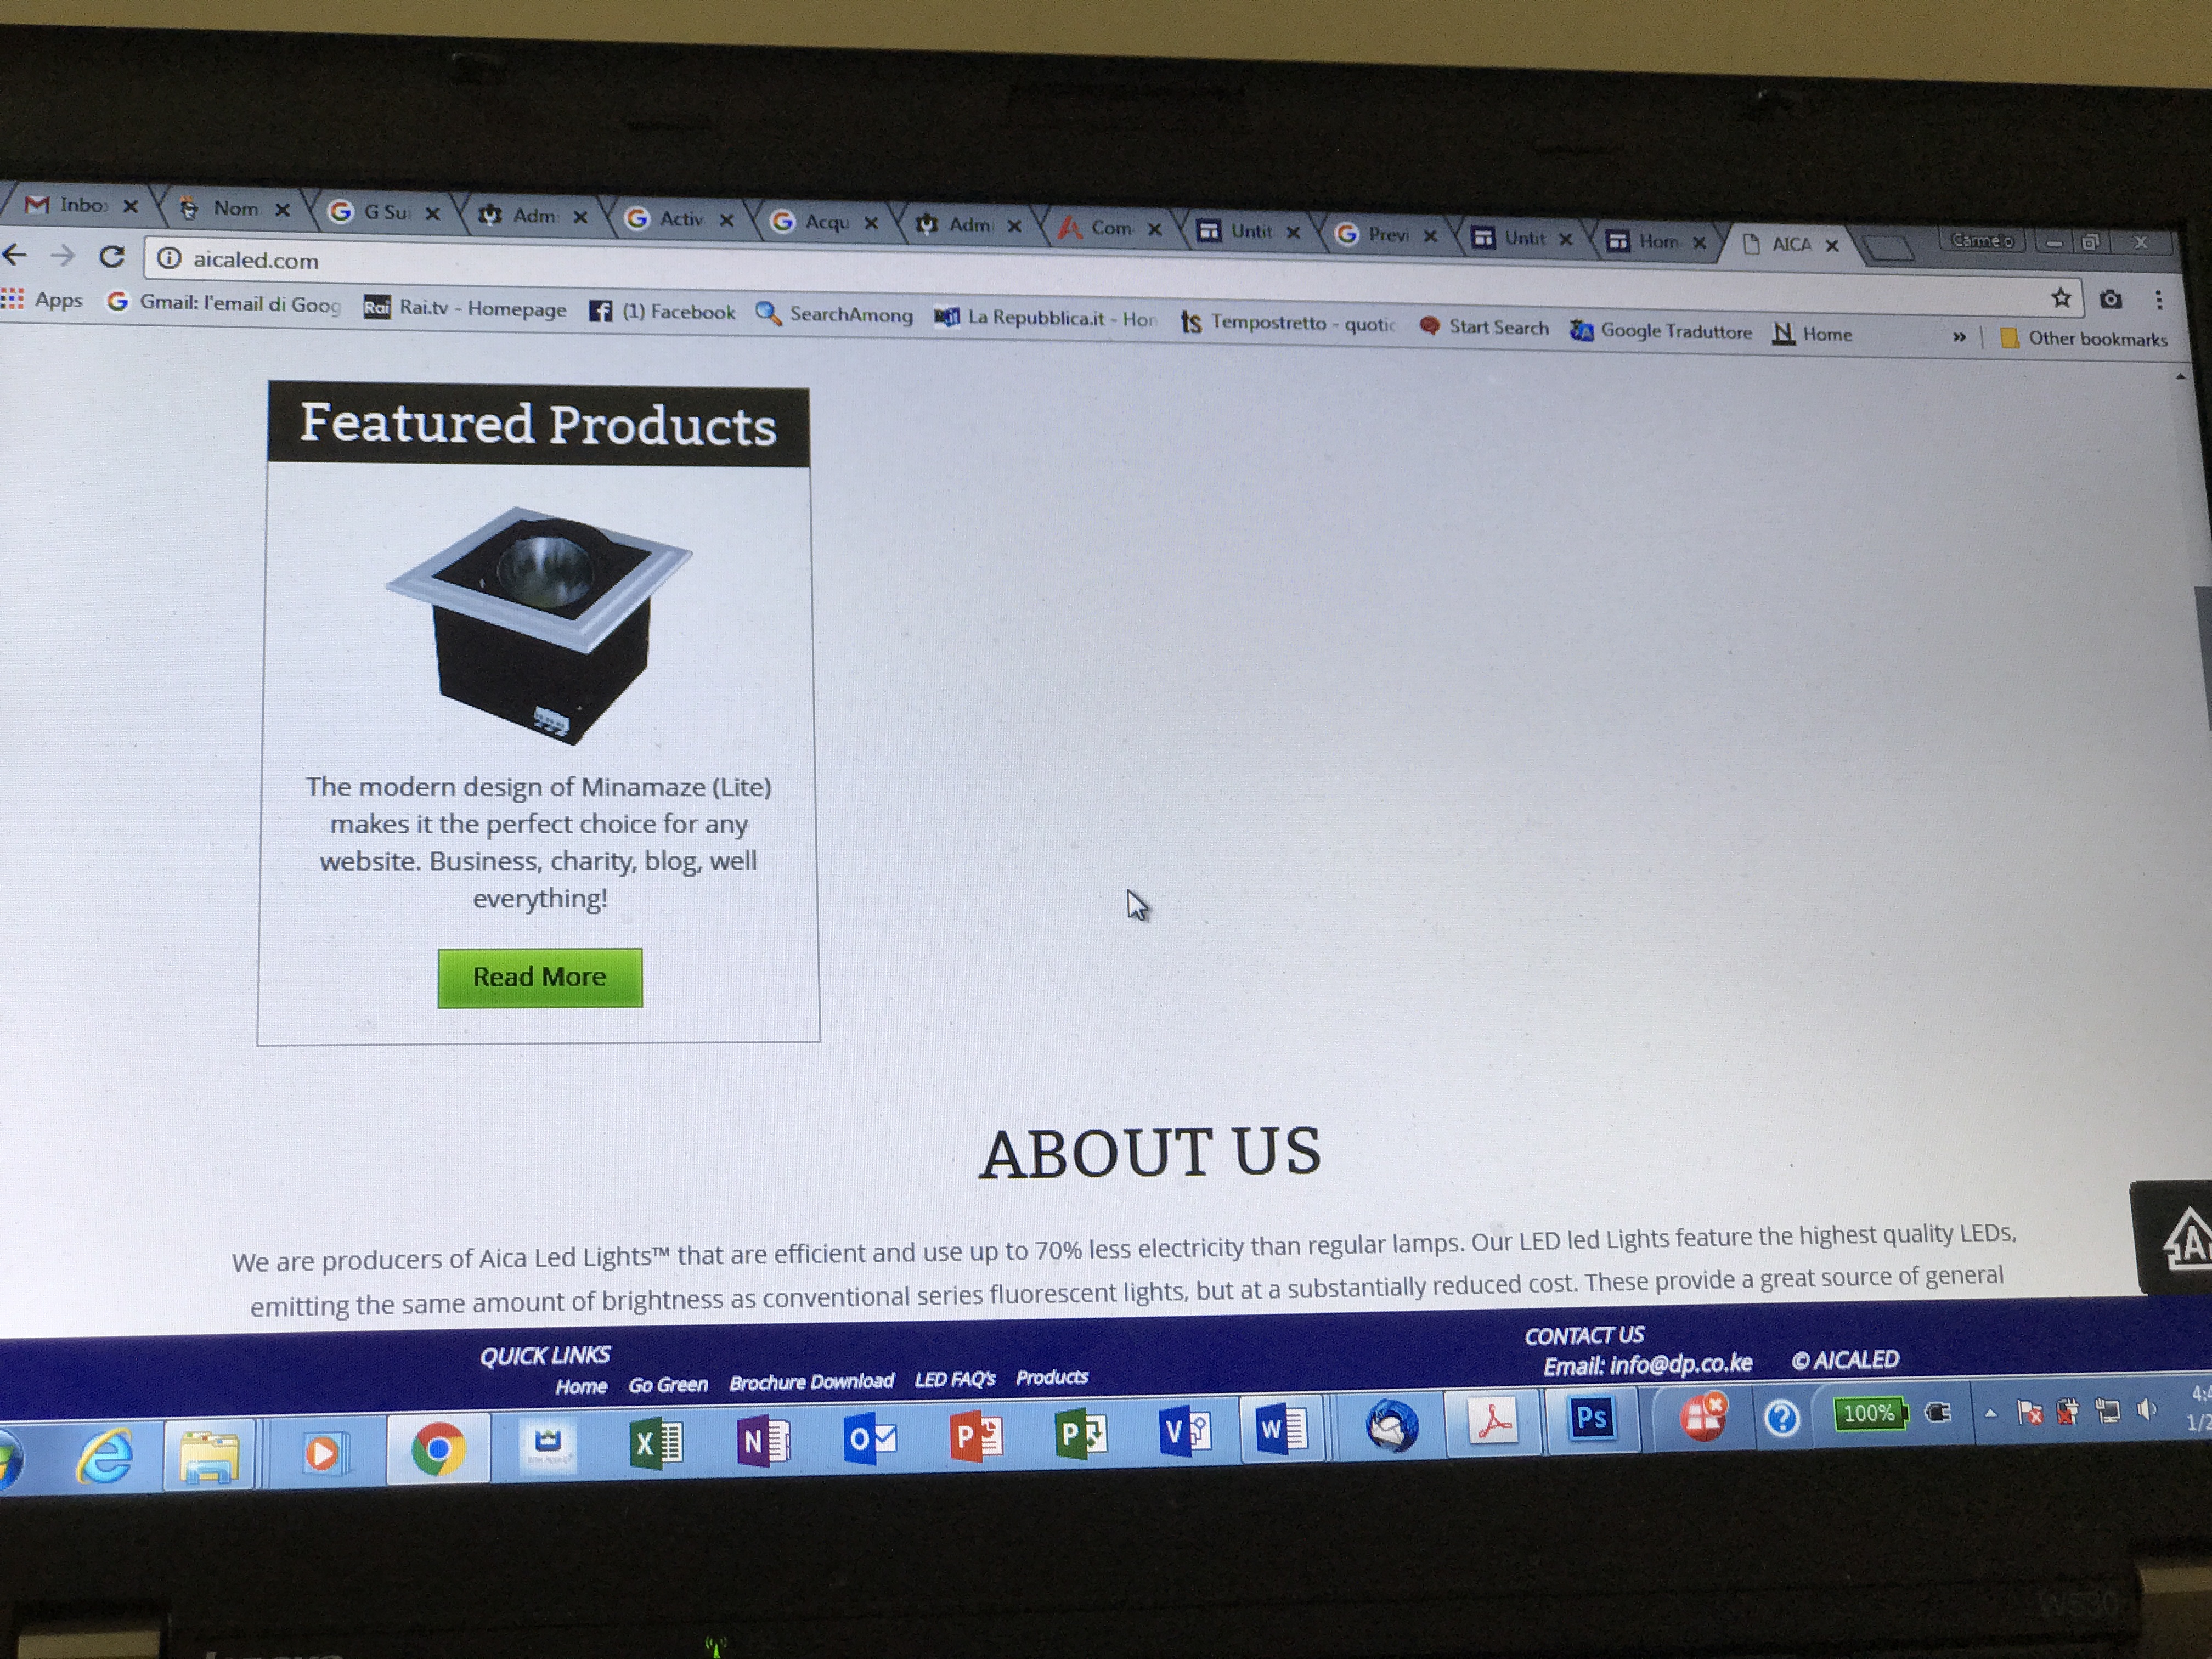 Inbo
Nom
G Su
Adm
Activ
Acqu
Adm
Com
Untit
Previ
Untit
Hom
AICA
Carmelo
aicaled.com
Apps
Gmail: l'email di Goog
Rai
Rai.tv - Homepage
(1) Facebook
SearchAmong
La Repubblica.it - Hon
ts Tempostretto - quotic
Start Search
Google Traduttore
N Home
»
Other bookmarks
Featured Products
The modern design of Minamaze (Lite)
makes it the perfect choice for any
website. Business, charity, blog, well
everything!
Read More
ABOUT US
We are producers of Aica Led Lights™ that are efficient and use up to 70% less electricity than regular lamps. Our LED led Lights feature the highest quality LEDs,
emitting the same amount of brightness as conventional series fluorescent lights, but at a substantially reduced cost. These provide a great source of general
QUICK LINKS
Home Go Green Brochure Download LED FAQ's Products
CONTACT US
Email: info@dp.co.ke © AICALED
Ps
100%
W530